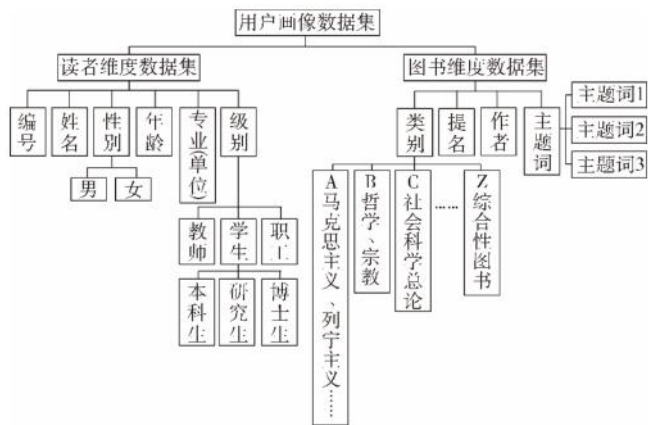 用户画像数据集
读者维度数据集
图书维度数据集
编号
姓名
性别
年龄
专业(单位)
级别
类别
提名
作者
主题词
主题词1
主题词2
主题词3
男
女
教师
学生
职工
本科生
研究生
博士生
A马克思主义、列宁主义……
B哲学、宗教
C社会科学总论
……
Z综合性图书